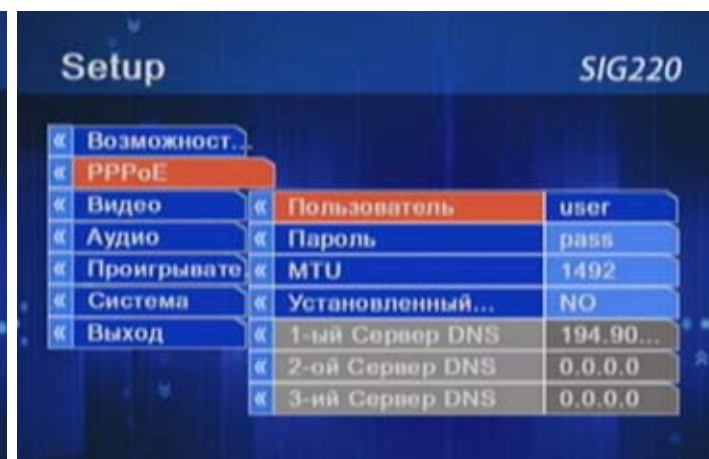 Setup SIG220
Возможност...
PPPoE
Видео Пользователь user
Аудио Пароль pass
Проигрывате. MTU 1492
Система Установленный... NO
Выход 1-ый Сервер DNS 194.90...
2-ой Сервер DNS 0.0.0.0
3-ий Сервер DNS 0.0.0.0